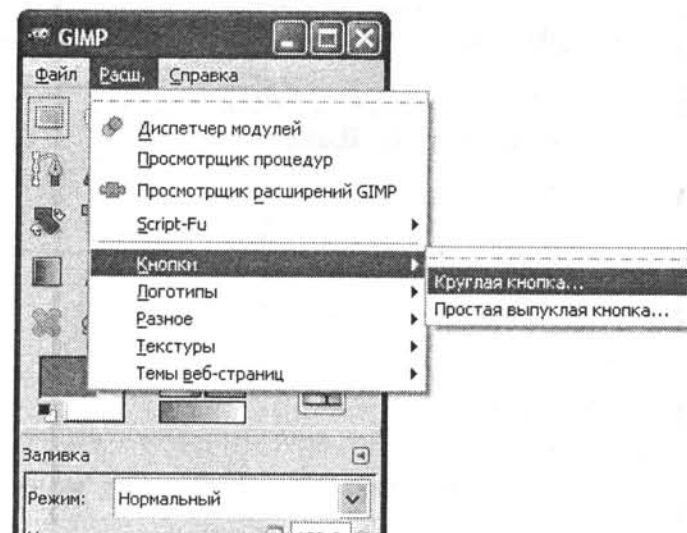 GIMP
Файл Расш. Справка
Диспетчер модулей
Просмотрщик процедур
Просмотрщик расширений GIMP
Script-Fu
Кнопки
Круглая кнопка...
Логотипы
Простая выпуклая кнопка...
Разное
Текстуры
Темы веб-страниц
Заливка
Режим: Нормальный